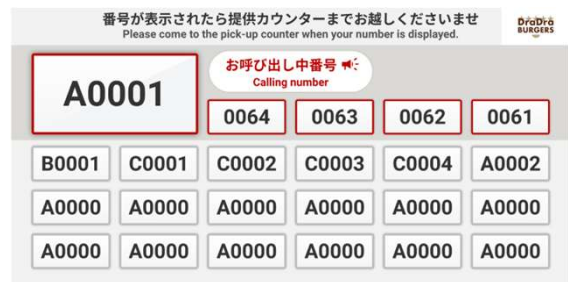 番号が表示されたら提供カウンターまでお越しくださいませ
Please come to the pick-up counter when your number is displayed.
DraDra
BURGERS
A0001
お呼び出し中番号
Calling number
0064 0063 0062 0061
B0001 C0001 C0002 C0003 C0004 A0002
A0000 A0000 A0000 A0000 A0000 A0000
A0000 A0000 A0000 A0000 A0000 A0000